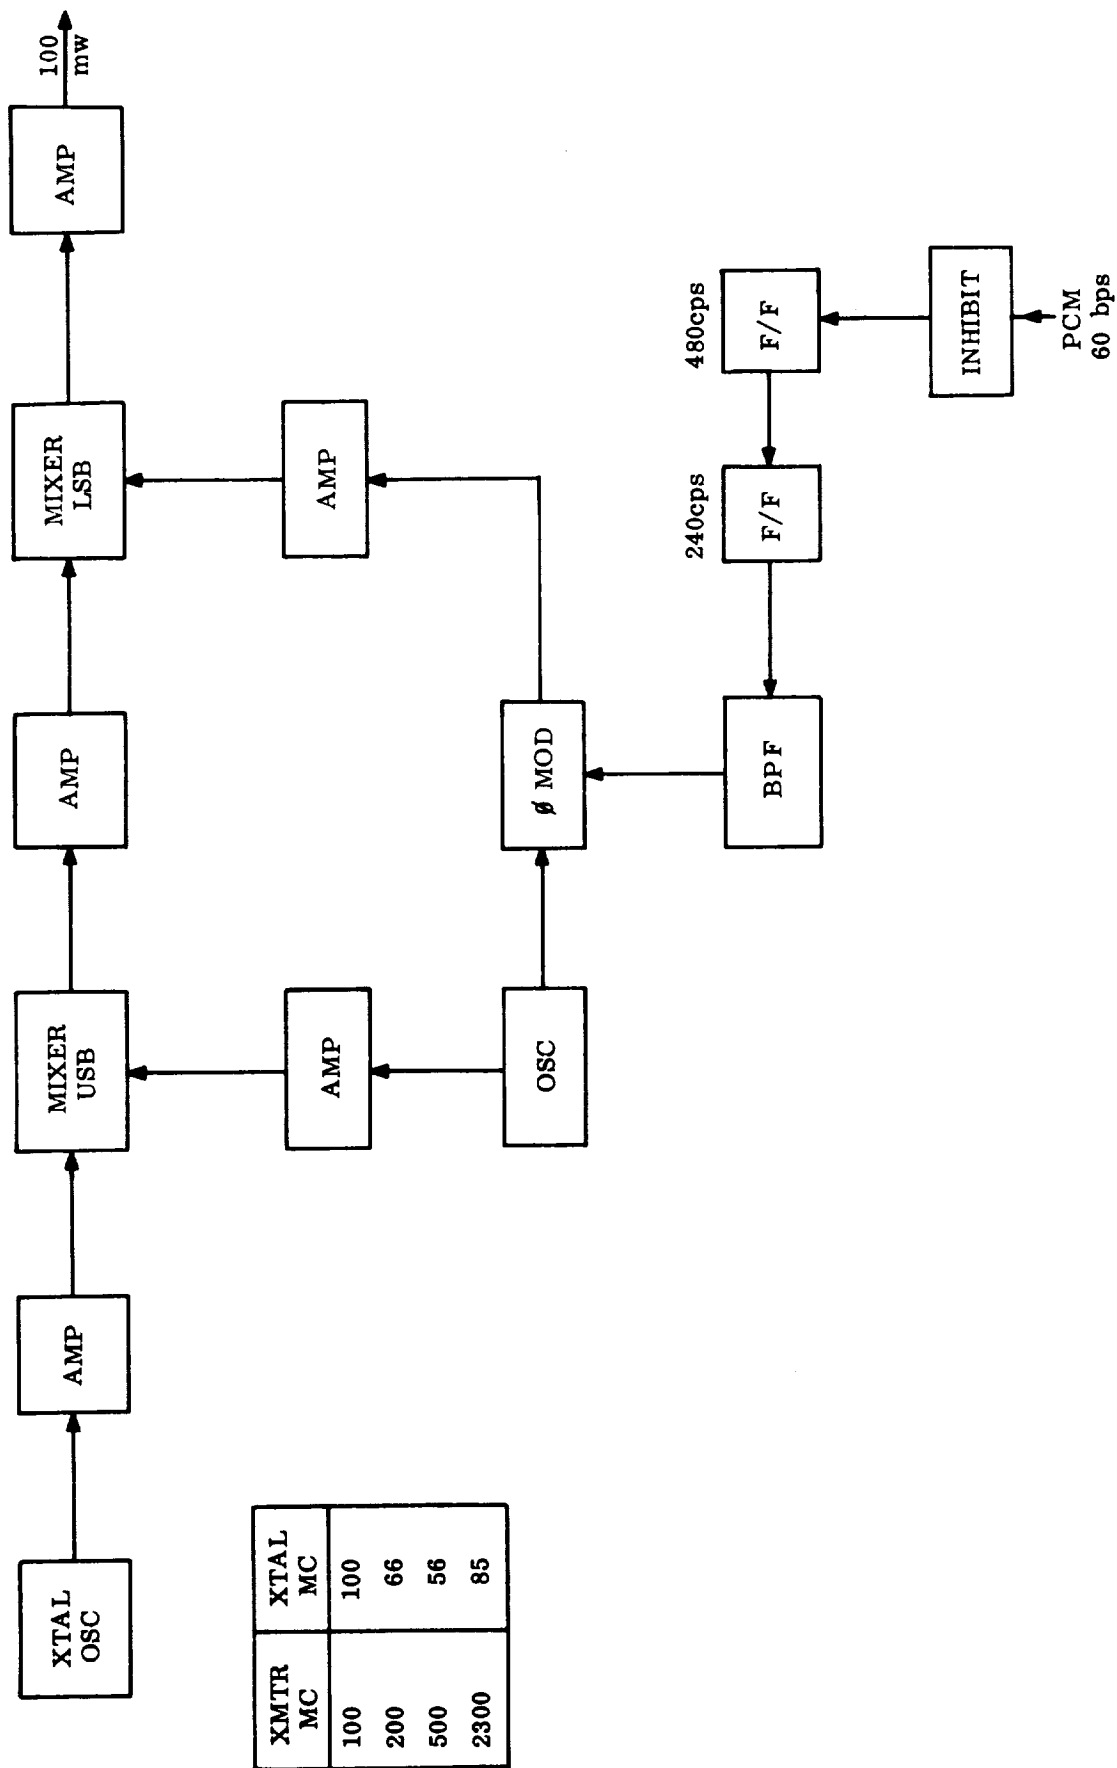 XTAL
OSC
AMP
MIXER
USB
AMP
MIXER
LSB
AMP
100
mw
AMP
AMP
OSC
Ø MOD
BPF
240cps
F/F
480cps
F/F
INHIBIT
PCM
60 bps
XMTR MC XTAL MC
100 100
200 66
500 56
2300 85